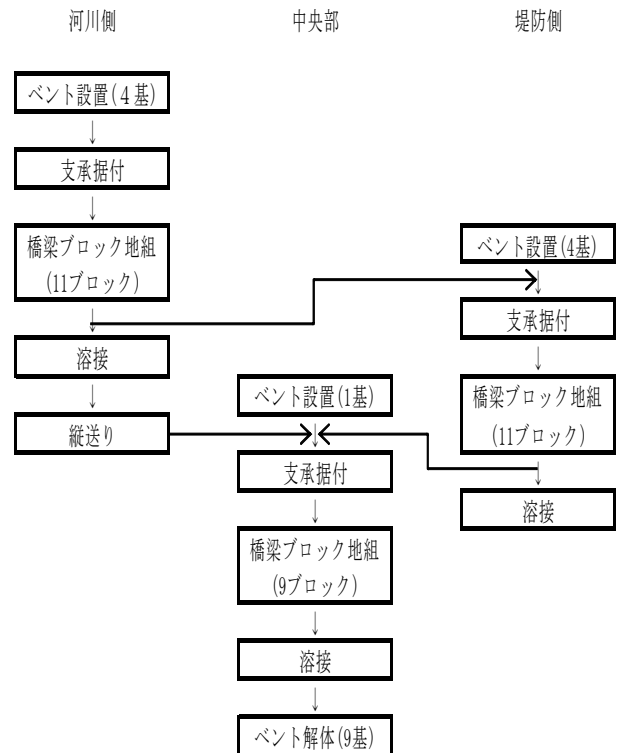 河川側
中央部
堤防側
ベント設置(4基)
支承据付
橋梁ブロック地組
(11ブロック)
溶接
縦送り
ベント設置(1基)
支承据付
橋梁ブロック地組
(9ブロック)
溶接
ベント解体(9基)
ベント設置(4基)
支承据付
橋梁ブロック地組
(11ブロック)
溶接